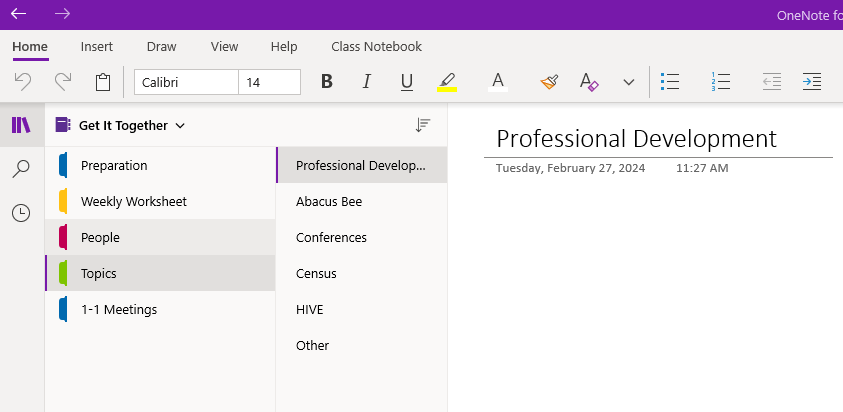 OneNote fo
Home Insert Draw View Help Class Notebook
Calibri 14 B I U A A
Get It Together
Preparation
Weekly Worksheet
People
Topics
1-1 Meetings
Professional Develop...
Abacus Bee
Conferences
Census
HIVE
Other
Professional Development
Tuesday, February 27, 2024 11:27 AM